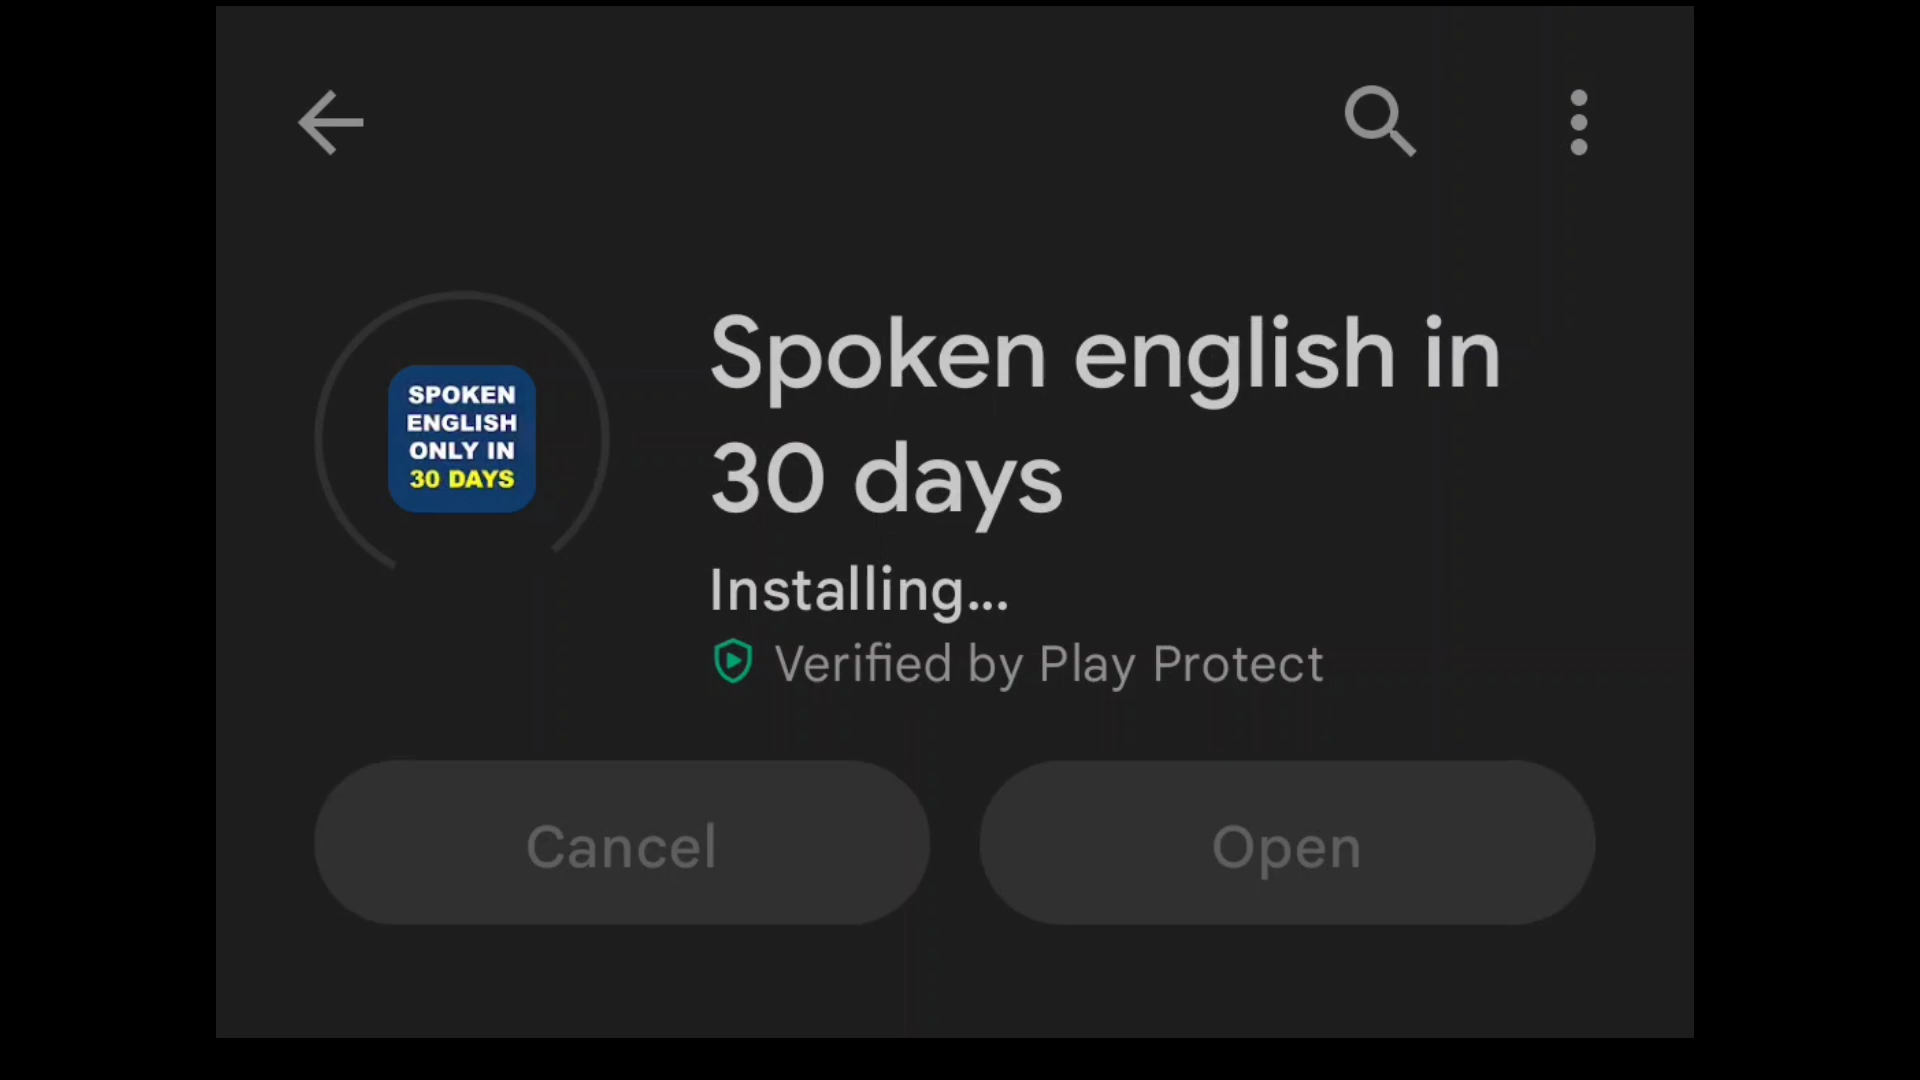 SPOKEN
ENGLISH
ONLY IN
30 DAYS
Spoken english in
30 days
Installing...
Verified by Play Protect
Cancel
Open